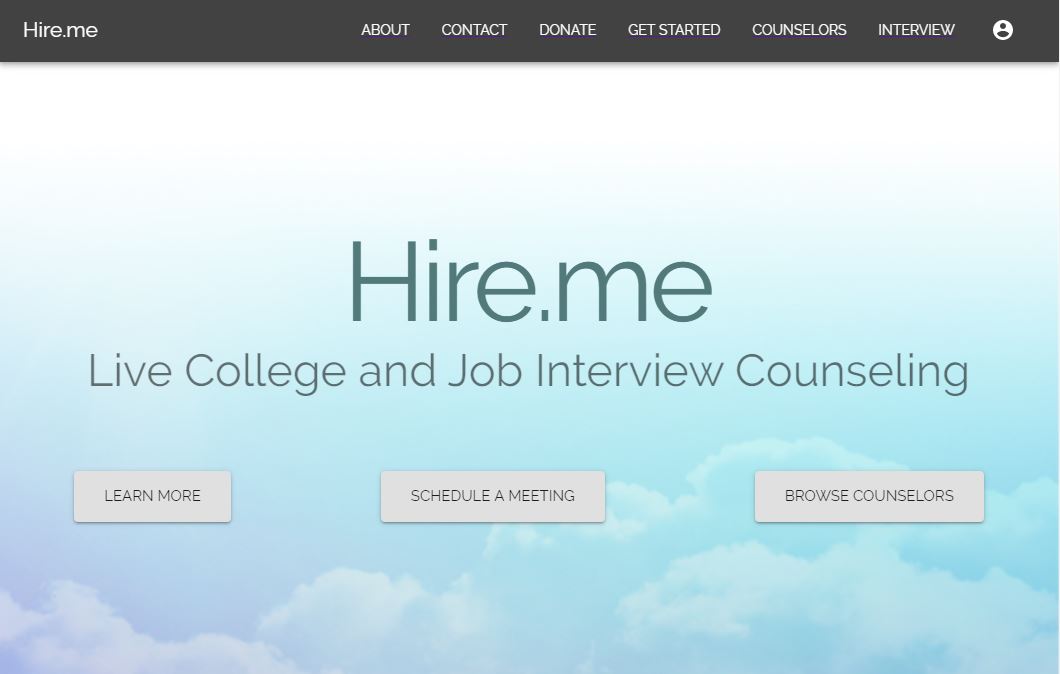 Hire.me ABOUT CONTACT DONATE GET STARTED COUNSELORS INTERVIEW
Hire.me
Live College and Job Interview Counseling
LEARN MORE SCHEDULE A MEETING BROWSE COUNSELORS